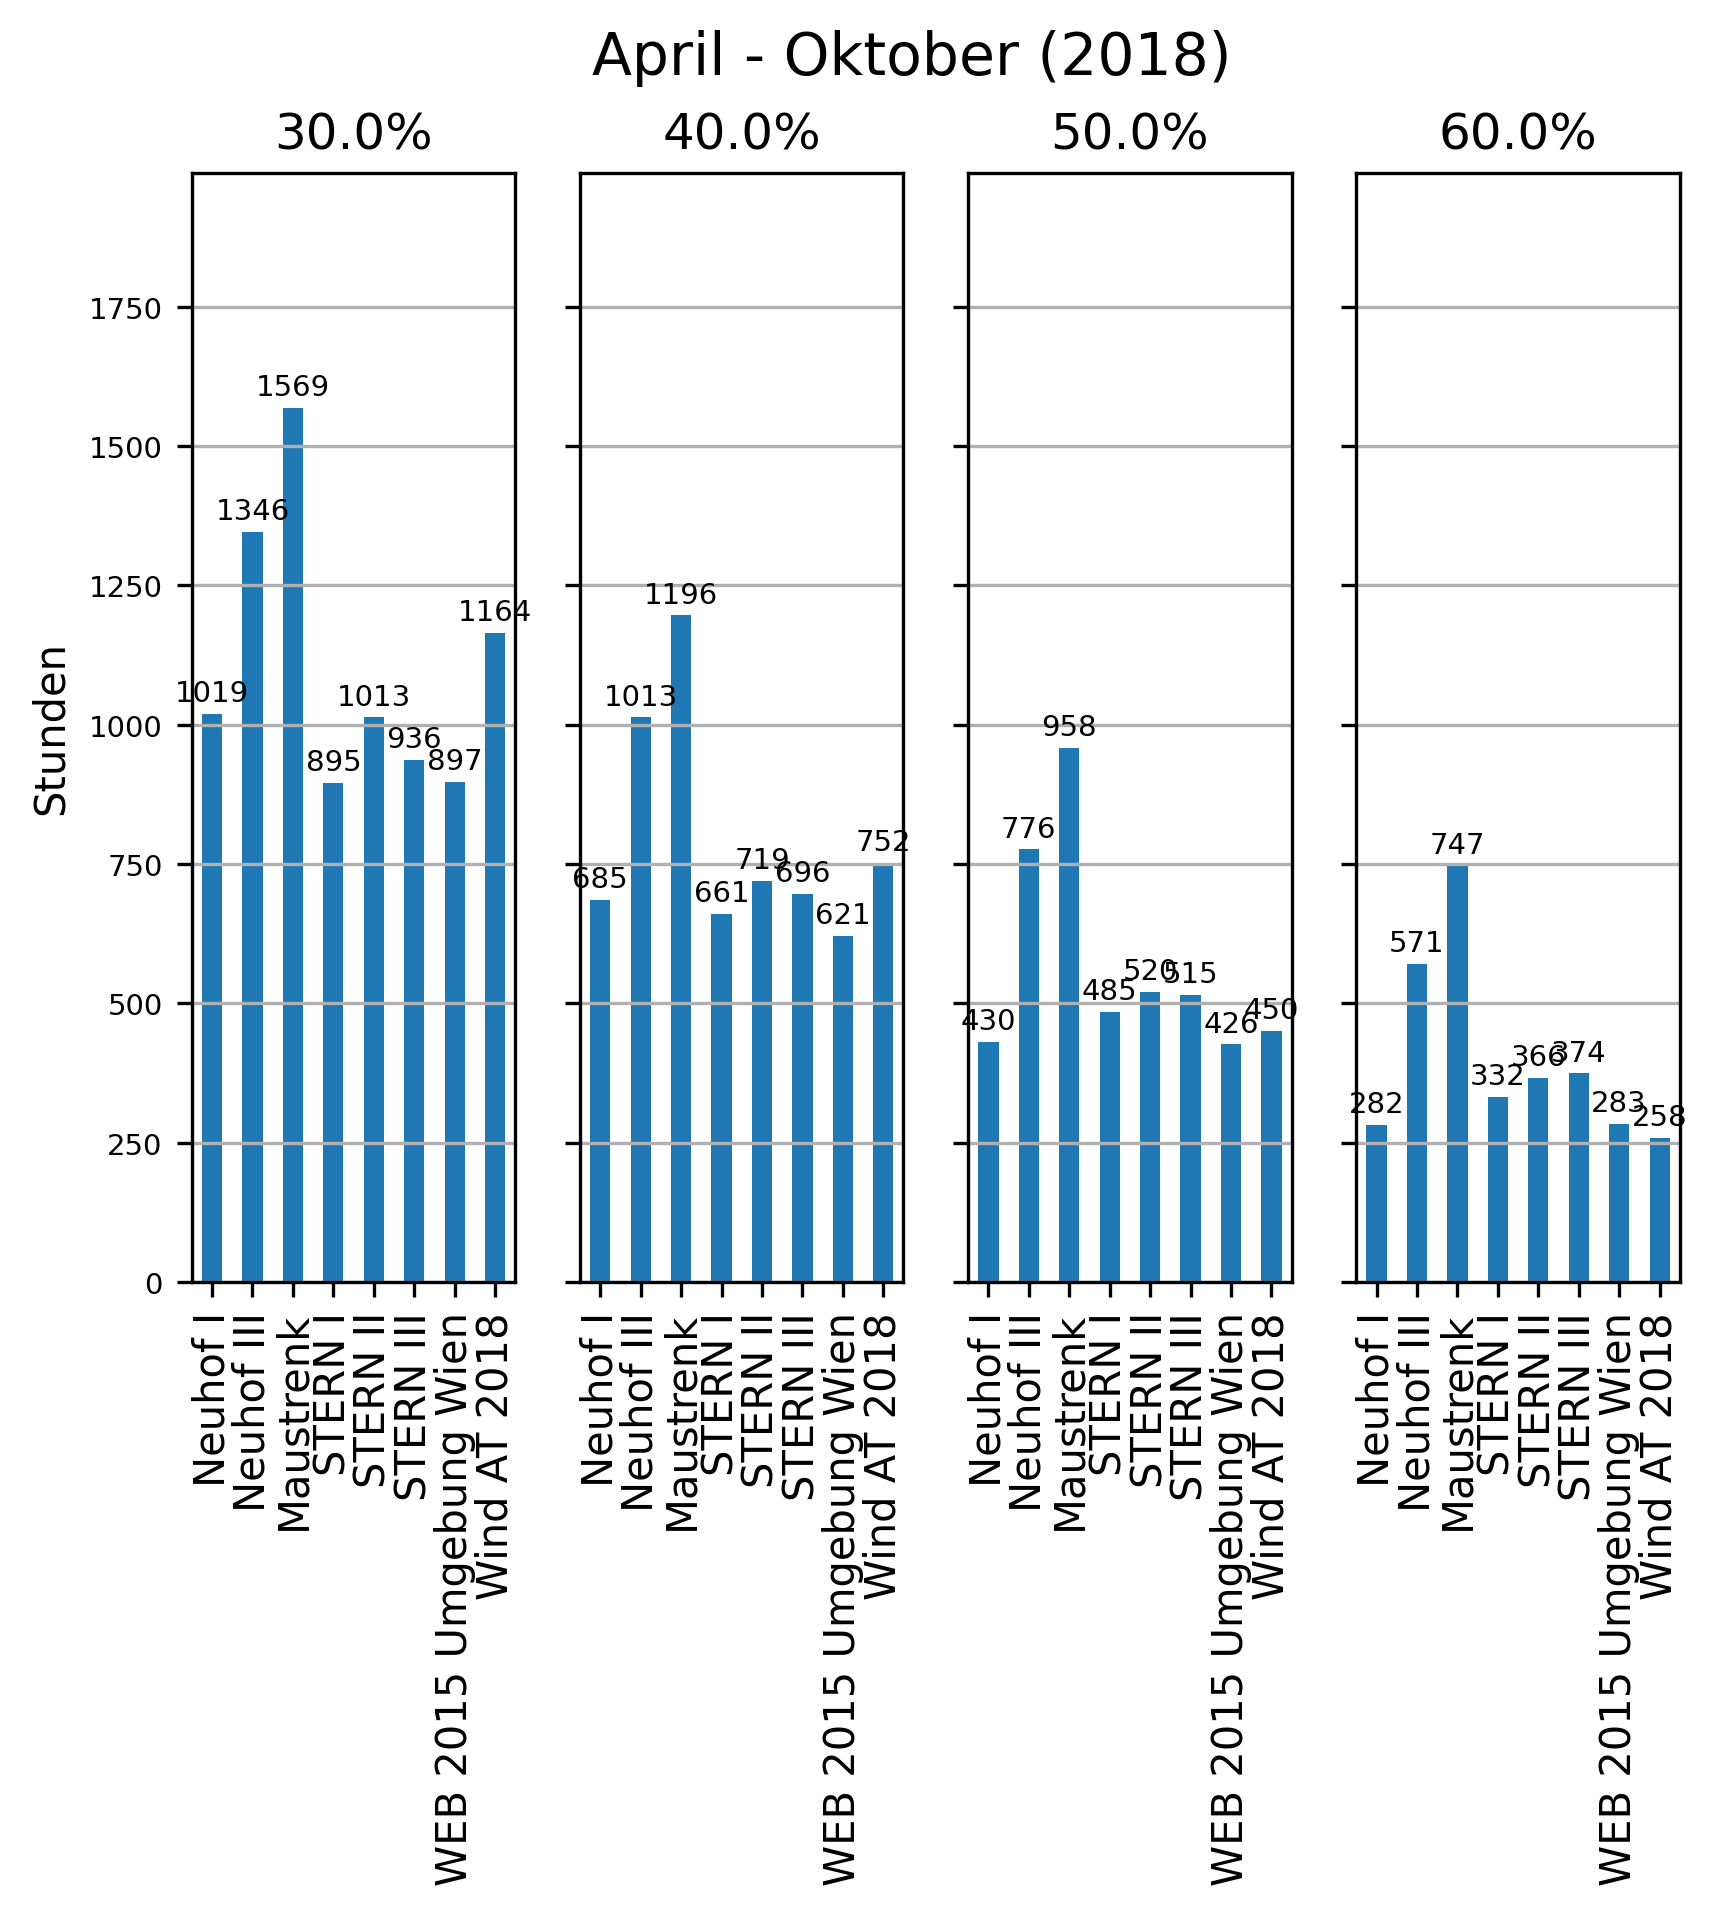 April - Oktober (2018)
30.0%
40.0%
50.0%
60.0%
Stunden
1750
1500
1250
1000
750
500
250
0
1019
1346
1569
895
1013
936
897
1164
685
1013
1196
661
719
696
621
752
430
776
958
485
520
515
426
450
282
571
747
332
366
374
283
258
Neuhof I
Neuhof III
Maustrenk
STERN I
STERN II
STERN III
WEB 2015 Umgebung Wien
Wind AT 2018
Neuhof I
Neuhof III
Maustrenk
STERN I
STERN II
STERN III
WEB 2015 Umgebung Wien
Wind AT 2018
Neuhof I
Neuhof III
Maustrenk
STERN I
STERN II
STERN III
WEB 2015 Umgebung Wien
Wind AT 2018
Neuhof I
Neuhof III
Maustrenk
STERN I
STERN II
STERN III
WEB 2015 Umgebung Wien
Wind AT 2018